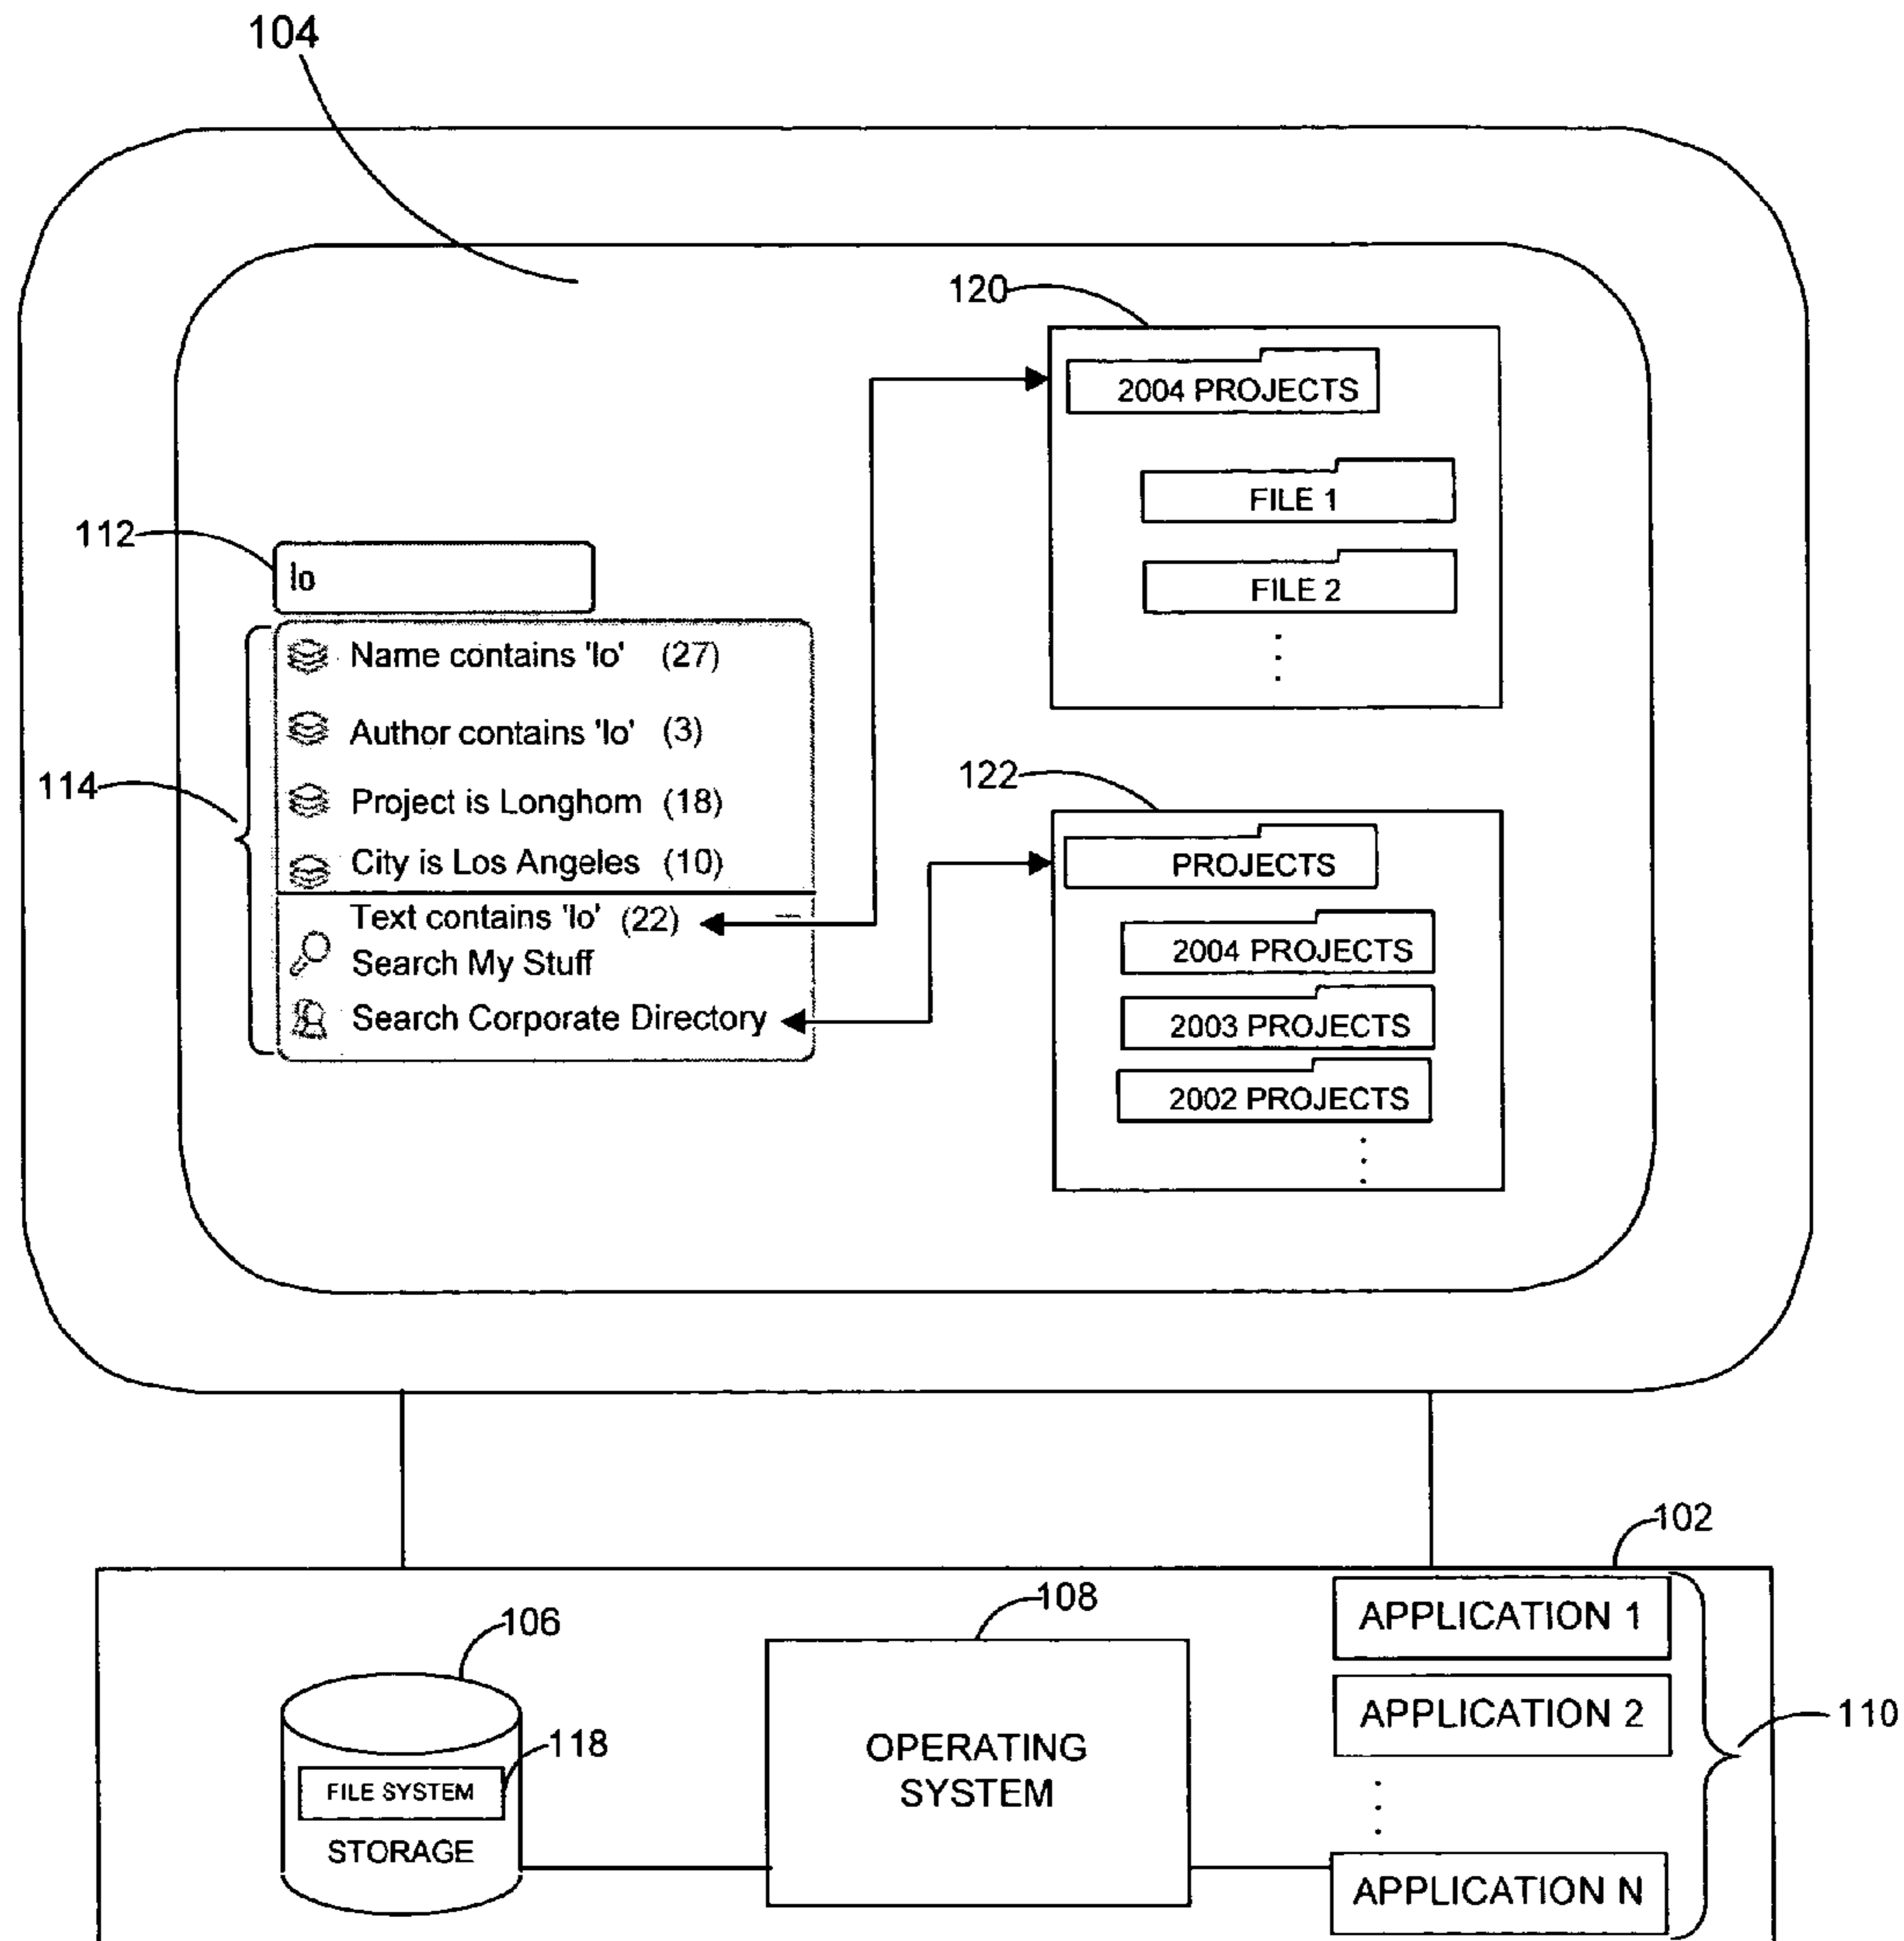 104
120
2004 PROJECTS
FILE 1
FILE 2
112
lo
Name contains 'lo' (27)
Author contains 'lo' (3)
114
Project is Longhom (18)
City is Los Angeles (10)
Text contains 'lo' (22)
Search My Stuff
Search Corporate Directory
122
PROJECTS
2004 PROJECTS
2003 PROJECTS
2002 PROJECTS
102
106
108
118
FILE SYSTEM
STORAGE
OPERATING
SYSTEM
APPLICATION 1
APPLICATION 2
APPLICATION N
110